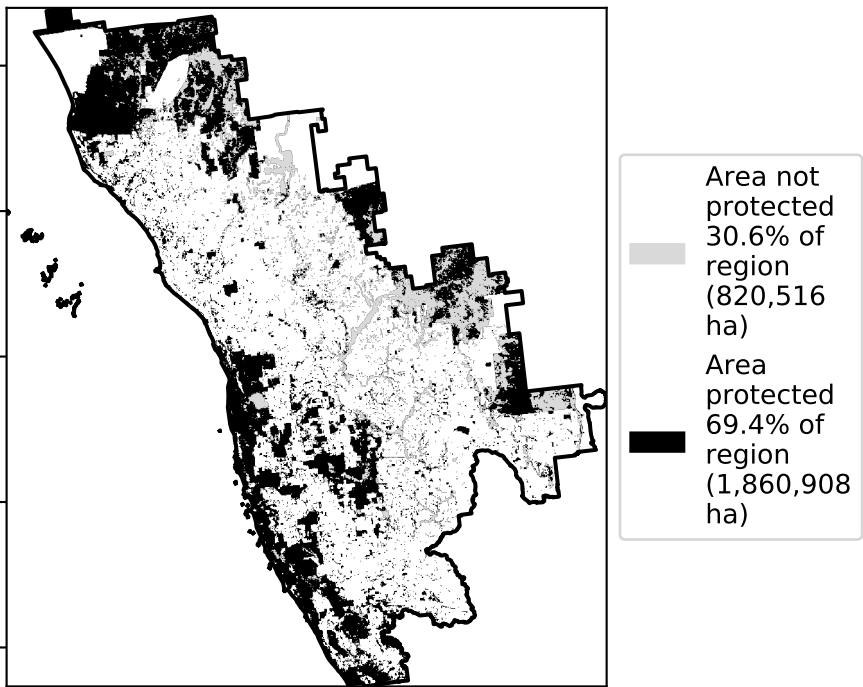 Area not
protected
30.6% of
region
(820,516
ha)
Area
protected
69.4% of
region
(1,860,908
ha)